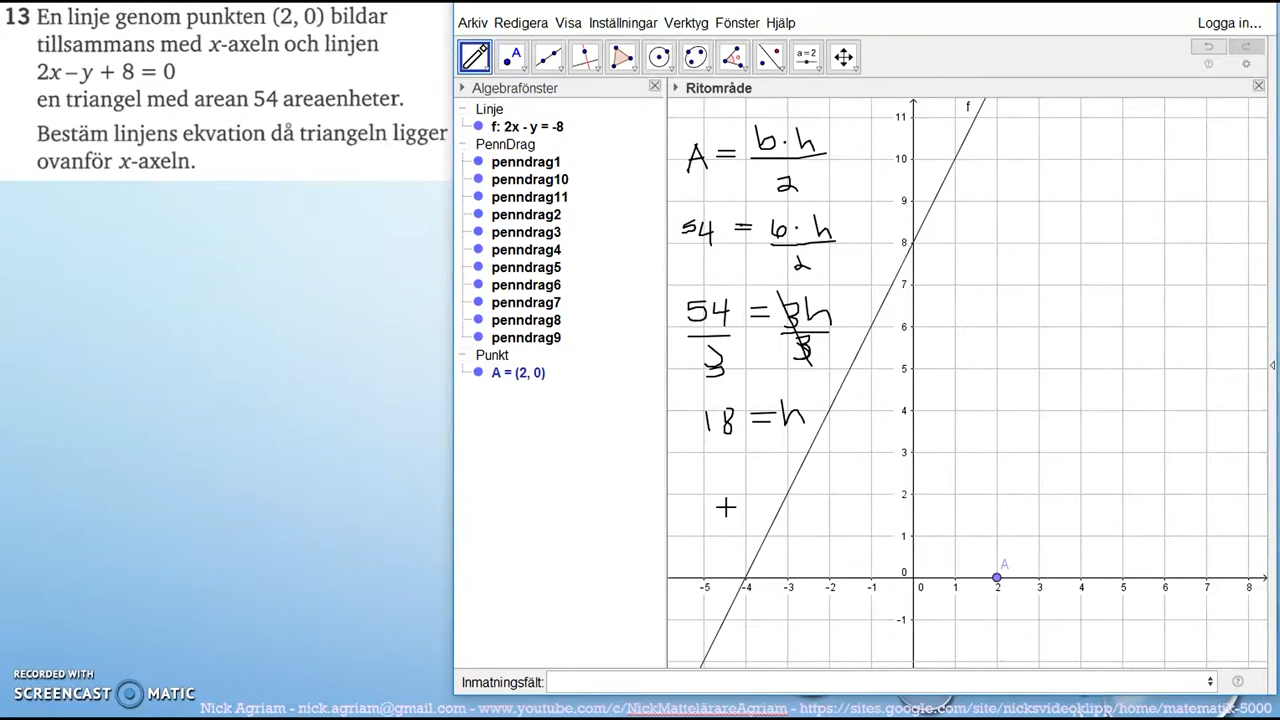 13 En linje genom punkten (2, 0) bildar
tillsammans med x-axeln och linjen
2x – y + 8 = 0
en triangel med arean 54 areaenheter.
Bestäm linjens ekvation då triangeln ligger
ovanför x-axeln.
Arkiv Redigera Visa Inställningar Verktyg Fönster Hjälp
Logga in...
A
a=2
Algebrafönster
Linje
f: 2x - y = -8
PennDrag
penndrag1
penndrag10
penndrag11
penndrag2
penndrag3
penndrag4
penndrag5
penndrag6
penndrag7
penndrag8
penndrag9
Punkt
A = (2, 0)
Ritområde
f
A = b · h / 2
54 = 6 · h / 2
54 / 3 = 3h / 3
18 = h
11
10
9
8
7
6
5
4
3
2
1
0
-1
A
-5 -4 -3 -2 -1 0 1 2 3 4 5 6 7 8
Inmatningsfält:
RECORDED WITH
SCREENCAST MATIC
Nick Agriam - nick.agriam@gmail.com - www.youtube.com/c/NickMattelärareAgriam - https://sites.google.com/site/nicksvideoklipp/home/matematik-5000